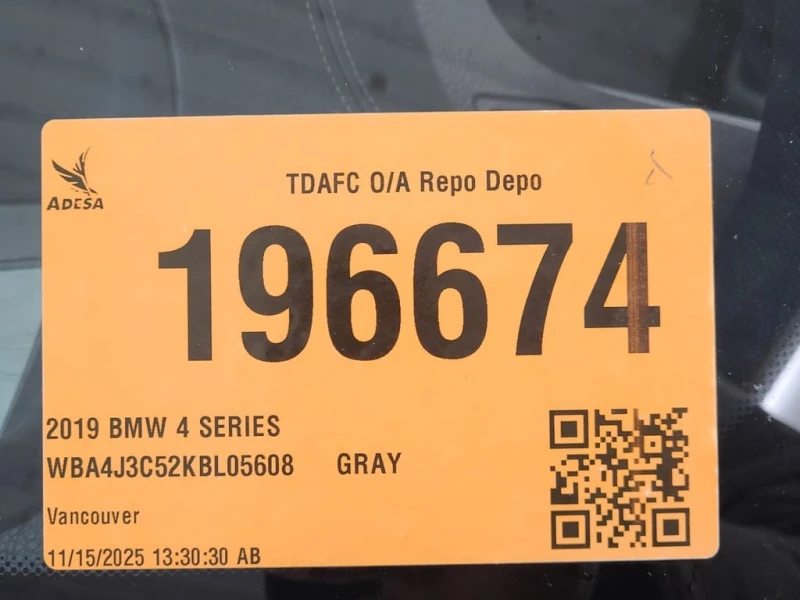 ADESA
TDAFC O/A Repo Depo
196674
2019 BMW 4 SERIES
WBA4J3C52KBL05608 GRAY
Vancouver
11/15/2025 13:30:30 AB